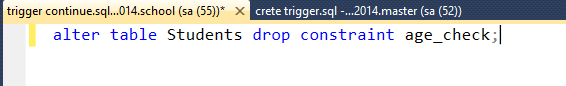 trigger continue.sql...014.school (sa (55))* crete trigger.sql -...2014.master (sa (52))
alter table Students drop constraint age_check;